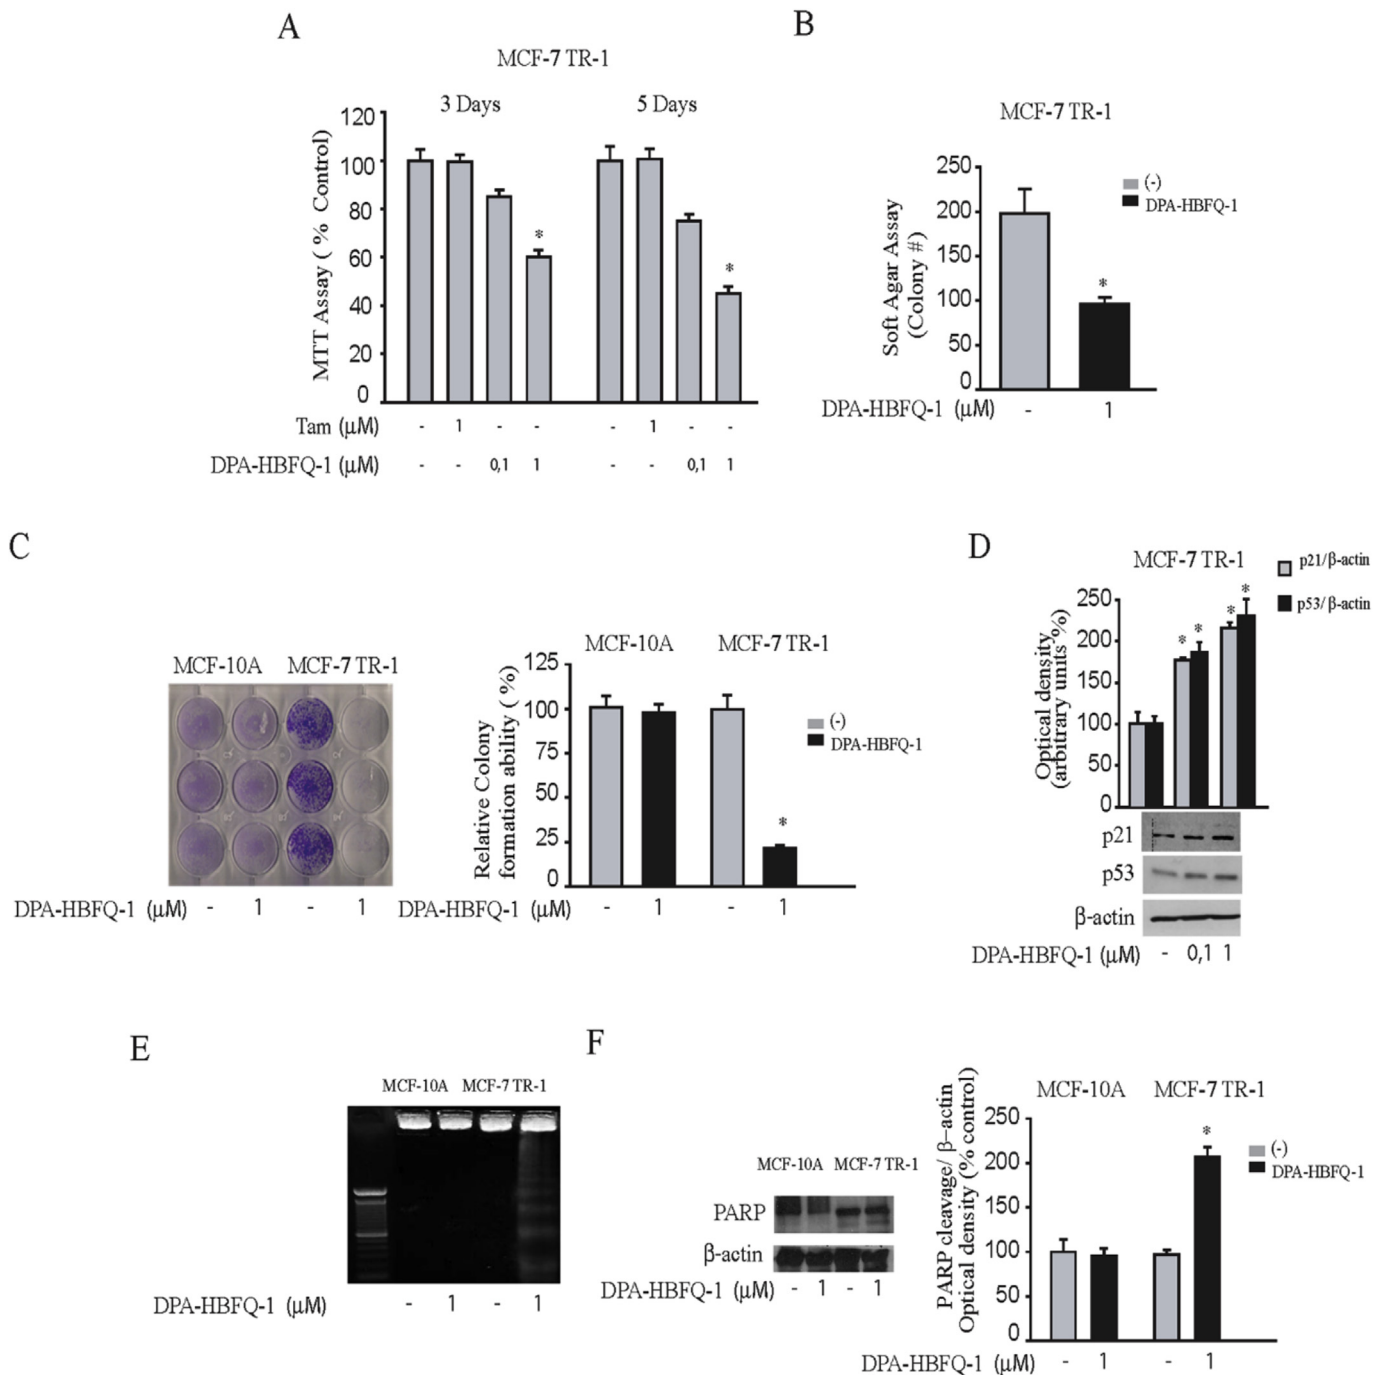 A
MCF-7 TR-1
3 Days
5 Days
MTT Assay ( % Control)
120
100
80
60
40
20
0
*
*
Tam (µM)
- 1 - - - 1 - -
DPA-HBFQ-1 (µM)
- - 0,1 1 - - 0,1 1
B
MCF-7 TR-1
Soft Agar Assay
(Colony #)
250
200
150
100
50
0
*
(-)
DPA-HBFQ-1
DPA-HBFQ-1 (µM) - 1
C
MCF-10A MCF-7 TR-1
DPA-HBFQ-1 (µM) - 1 - 1
MCF-10A MCF-7 TR-1
Relative Colony
formation ability ( %)
125
100
75
50
25
0
*
(-)
DPA-HBFQ-1
DPA-HBFQ-1 (µM) - 1 - 1
D
MCF-7 TR-1
p21/β-actin
p53/β-actin
Optical density
(arbitrary units %)
250
200
150
100
50
0
* * * *
p21
p53
β-actin
DPA-HBFQ-1 (µM) - 0,1 1
E
MCF-10A MCF-7 TR-1
DPA-HBFQ-1 (µM) - 1 - 1
F
MCF-10A MCF-7 TR-1
PARP
β-actin
DPA-HBFQ-1 (µM) - 1 - 1
MCF-10A MCF-7 TR-1
PARP cleavage/ β-actin
Optical density (% control)
250
200
150
100
50
0
*
(-)
DPA-HBFQ-1
DPA-HBFQ-1 (µM) - 1 - 1